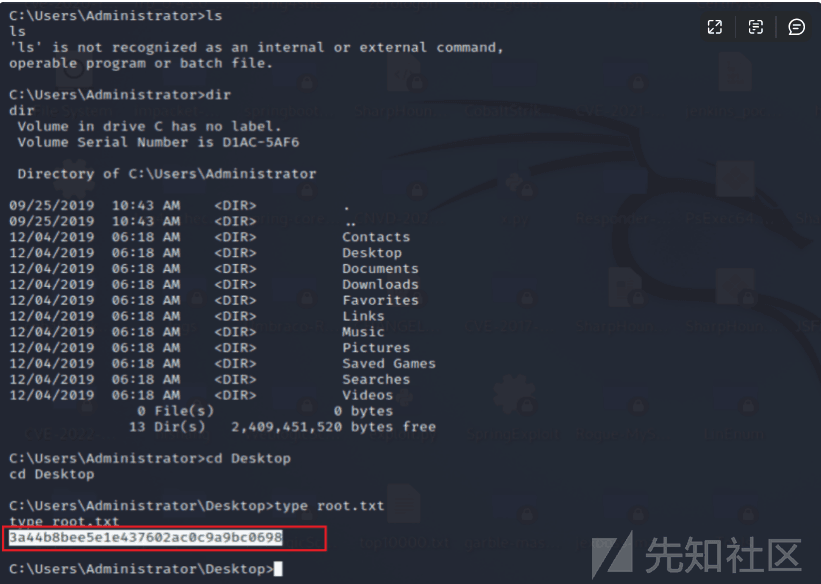 C:\Users\Administrator>ls
ls
'ls' is not recognized as an internal or external command,
operable program or batch file.
C:\Users\Administrator>dir
dir
Volume in drive C has no label.
Volume Serial Number is D1AC-5AF6
Directory of C:\Users\Administrator
09/25/2019 10:43 AM <DIR> .
09/25/2019 10:43 AM <DIR> ..
12/04/2019 06:18 AM <DIR> Contacts
12/04/2019 06:18 AM <DIR> Desktop
12/04/2019 06:18 AM <DIR> Documents
12/04/2019 06:18 AM <DIR> Downloads
12/04/2019 06:18 AM <DIR> Favorites
12/04/2019 06:18 AM <DIR> Links
12/04/2019 06:18 AM <DIR> Music
12/04/2019 06:18 AM <DIR> Pictures
12/04/2019 06:18 AM <DIR> Saved Games
12/04/2019 06:18 AM <DIR> Searches
12/04/2019 06:18 AM <DIR> Videos
0 File(s) 0 bytes
13 Dir(s) 2,409,451,520 bytes free
C:\Users\Administrator>cd Desktop
cd Desktop
C:\Users\Administrator\Desktop>type root.txt
type root.txt
3a44b8bee5e1e437602ac0c9a9bc0698
C:\Users\Administrator\Desktop>
先知社区